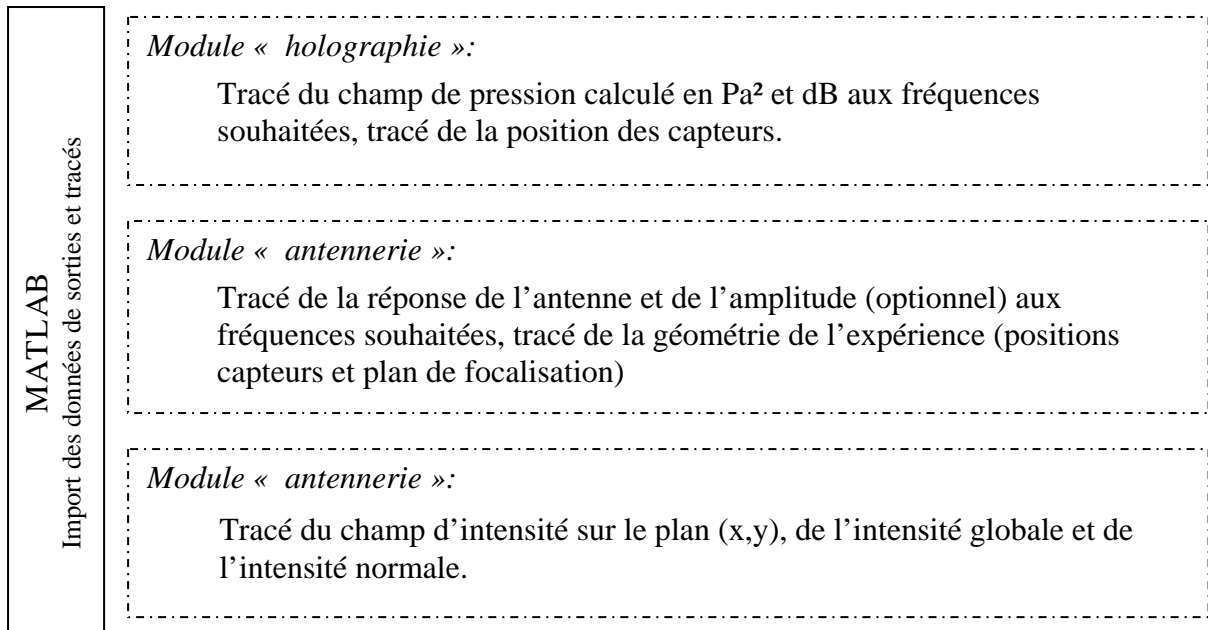 MATLAB
Import des données de sorties et tracés
Module «  holographie »:
Tracé du champ de pression calculé en Pa² et dB aux fréquences
souhaitées, tracé de la position des capteurs.
Module «  antennerie »:
Tracé de la réponse de l’antenne et de l’amplitude (optionnel) aux
fréquences souhaitées, tracé de la géométrie de l’expérience (positions
capteurs et plan de focalisation)
Module «  antennerie »:
Tracé du champ d’intensité sur le plan (x,y), de l’intensité globale et de
l’intensité normale.